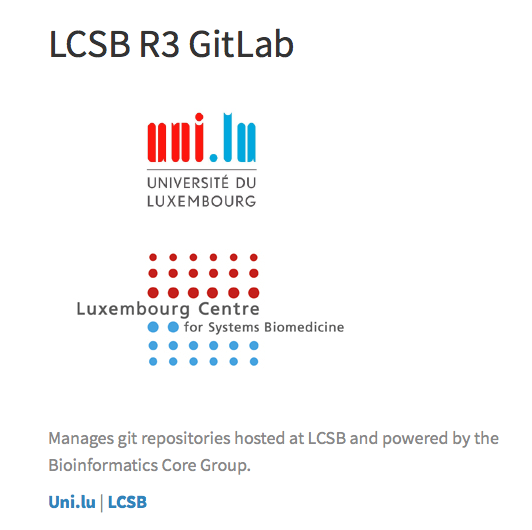 LCSB R3 GitLab
uni.lu
UNIVERSITÉ DU
LUXEMBOURG
Luxembourg Centre
for Systems Biomedicine
Manages git repositories hosted at LCSB and powered by the
Bioinformatics Core Group.
Uni.lu | LCSB